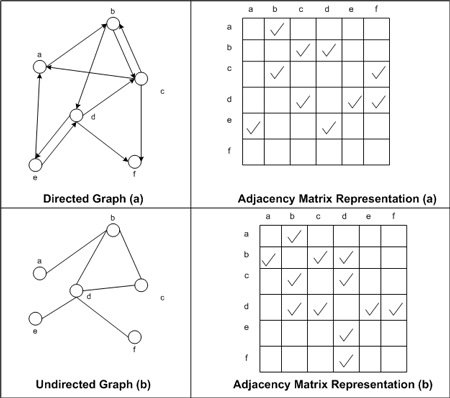 b
a
c
d
e
f
Directed Graph (a)
a b c d e f
a
b
c
d
e
f
Adjacency Matrix Representation (a)
b
a
c
d
e
f
Undirected Graph (b)
a b c d e f
a
b
c
d
e
f
Adjacency Matrix Representation (b)